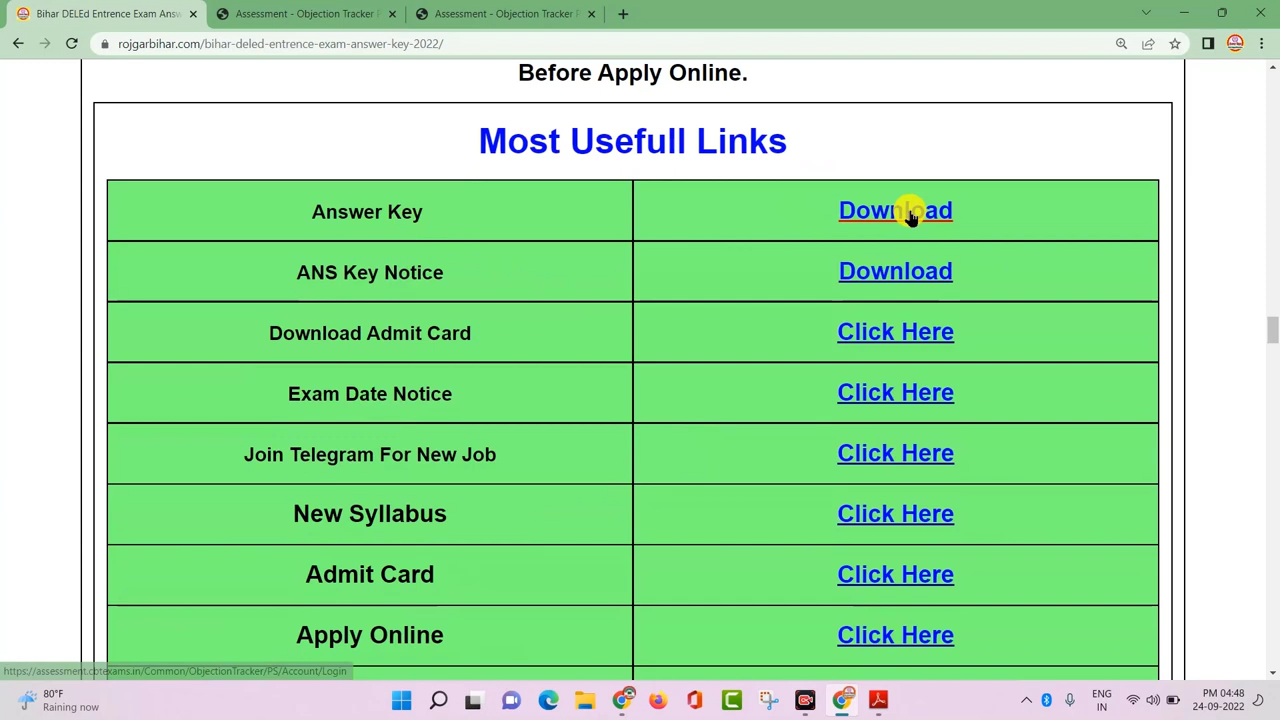 Bihar DELEd Entrence Exam Answ
Assessment - Objection Tracker P
Assessment - Objection Tracker P
rojgarbihar.com/bihar-deled-entrence-exam-answer-key-2022/
Before Apply Online.
Most Usefull Links
Answer Key Download
ANS Key Notice Download
Download Admit Card Click Here
Exam Date Notice Click Here
Join Telegram For New Job Click Here
New Syllabus Click Here
Admit Card Click Here
Apply Online Click Here
https://assessment.cbtexams.in/Common/ObjectionTracker/PS/Account/Login
80°F
Raining now
ENG
IN
PM 04:48
24-09-2022